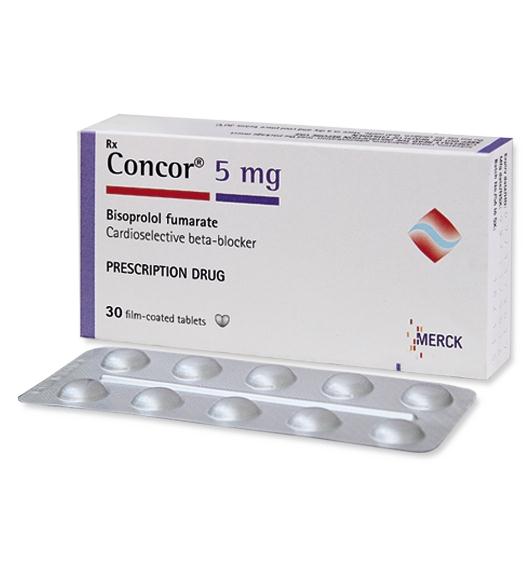 Rx
Concor® 5 mg
Bisoprolol fumarate
Cardioselective beta-blocker
PRESCRIPTION DRUG
30 film-coated tablets
MERCK